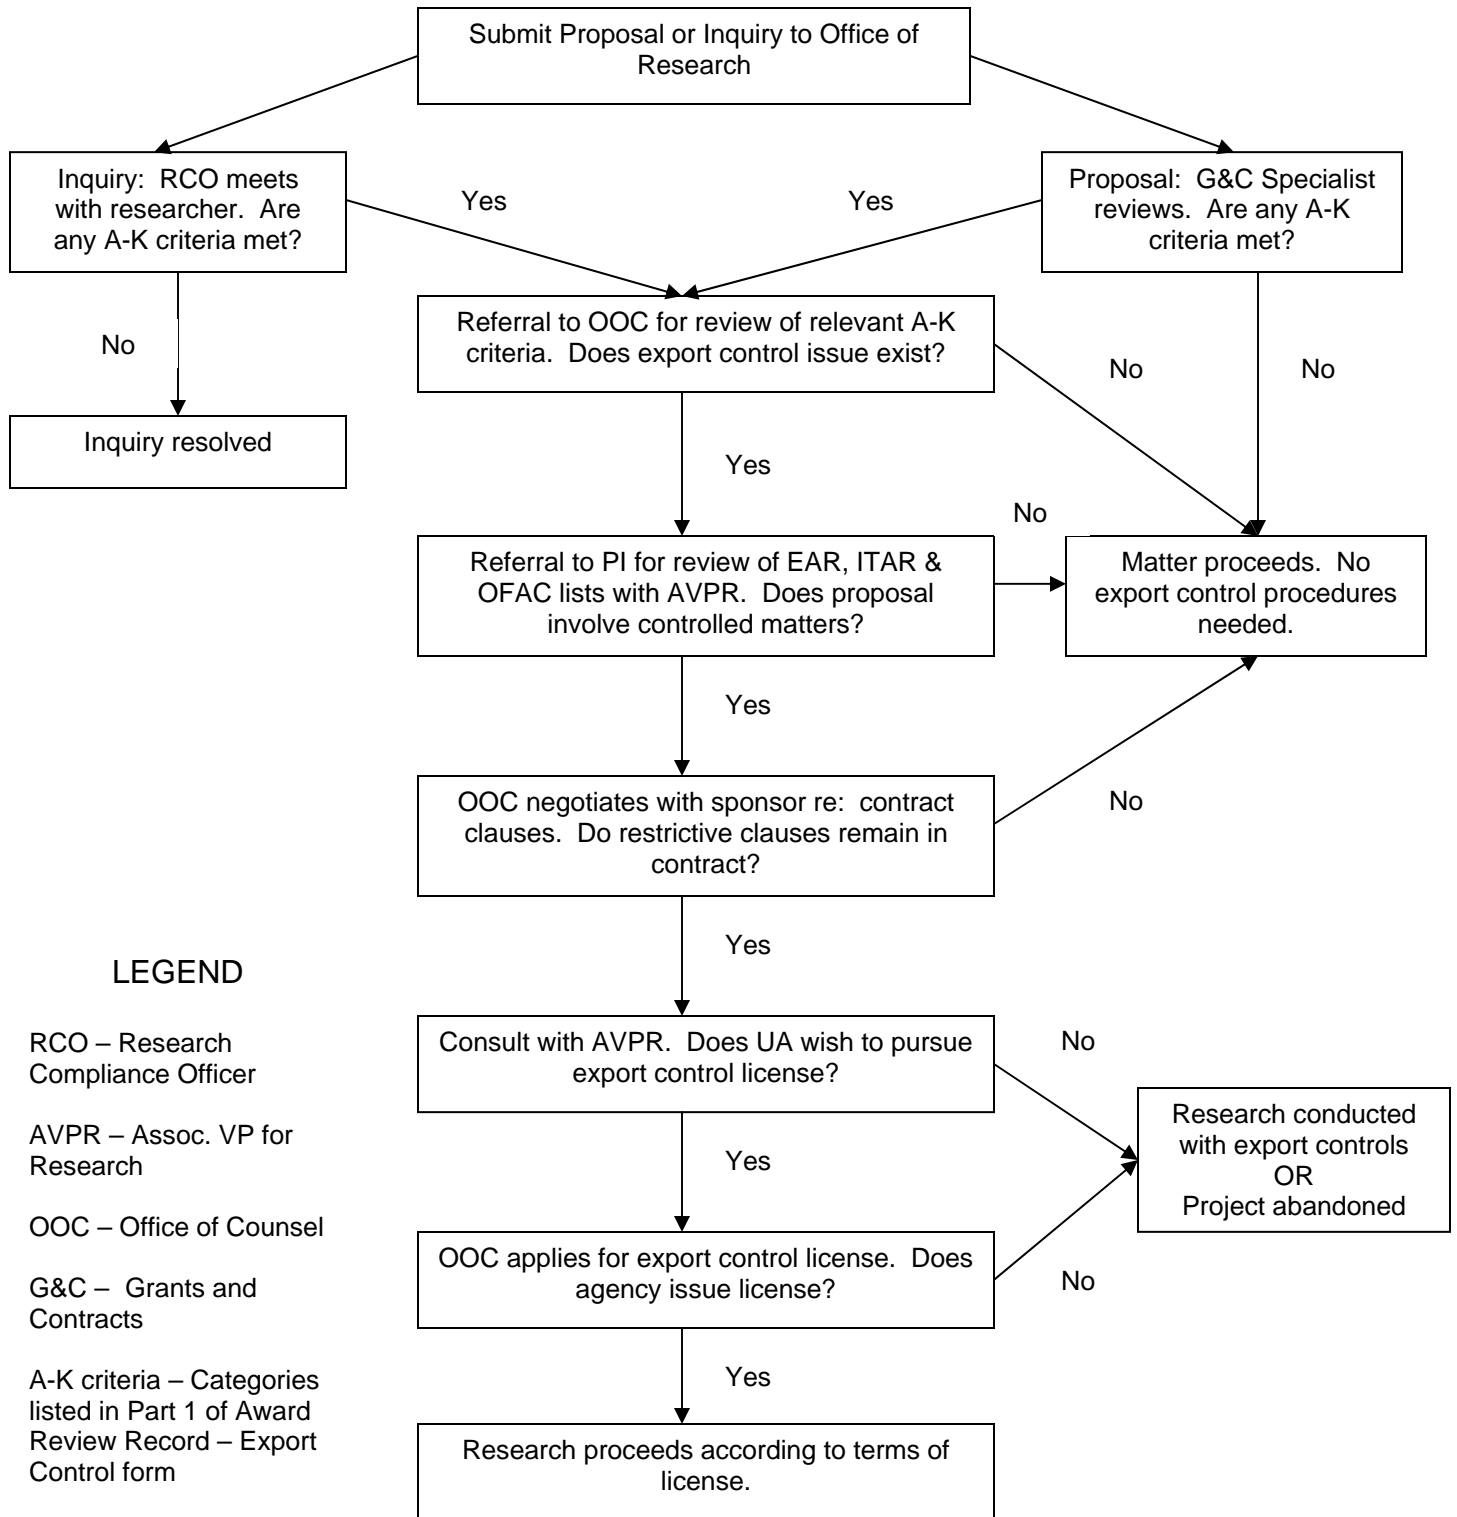 Submit Proposal or Inquiry to Office of
Research
Inquiry: RCO meets
with researcher. Are
any A-K criteria met?
Yes
Yes
Proposal: G&C Specialist
reviews. Are any A-K
criteria met?
No
Referral to OOC for review of relevant A-K
criteria. Does export control issue exist?
No
No
Inquiry resolved
Yes
No
Referral to PI for review of EAR, ITAR &
OFAC lists with AVPR. Does proposal
involve controlled matters?
Matter proceeds. No
export control procedures
needed.
Yes
OOC negotiates with sponsor re: contract
clauses. Do restrictive clauses remain in
contract?
No
Yes
LEGEND
RCO – Research
Compliance Officer
AVPR – Assoc. VP for
Research
OOC – Office of Counsel
G&C – Grants and
Contracts
A-K criteria – Categories
listed in Part 1 of Award
Review Record – Export
Control form
Consult with AVPR. Does UA wish to pursue
export control license?
No
Research conducted
with export controls
OR
Project abandoned
Yes
OOC applies for export control license. Does
agency issue license?
No
Yes
Research proceeds according to terms of
license.